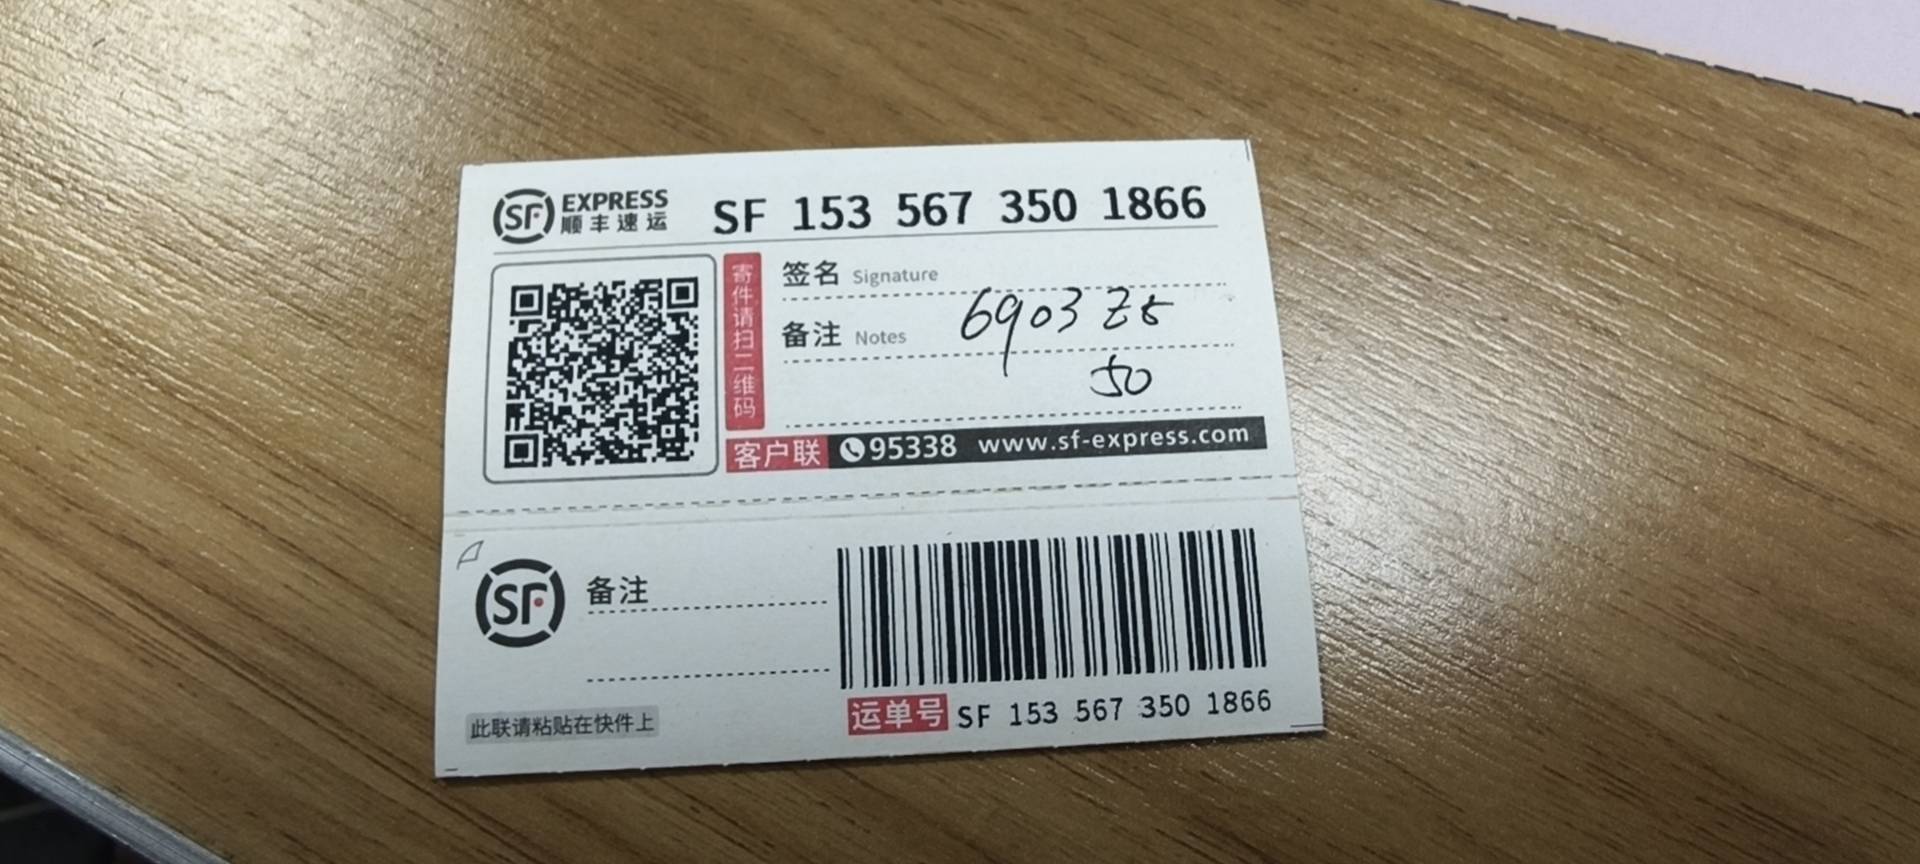 SF EXPRESS
顺丰速运
SF 153 567 350 1866
寄件请扫二维码
签名 Signature
备注 Notes
6903
50
客户联 95338 www.sf-express.com
SF 备注
此联请粘贴在快件上
运单号 SF 153 567 350 1866